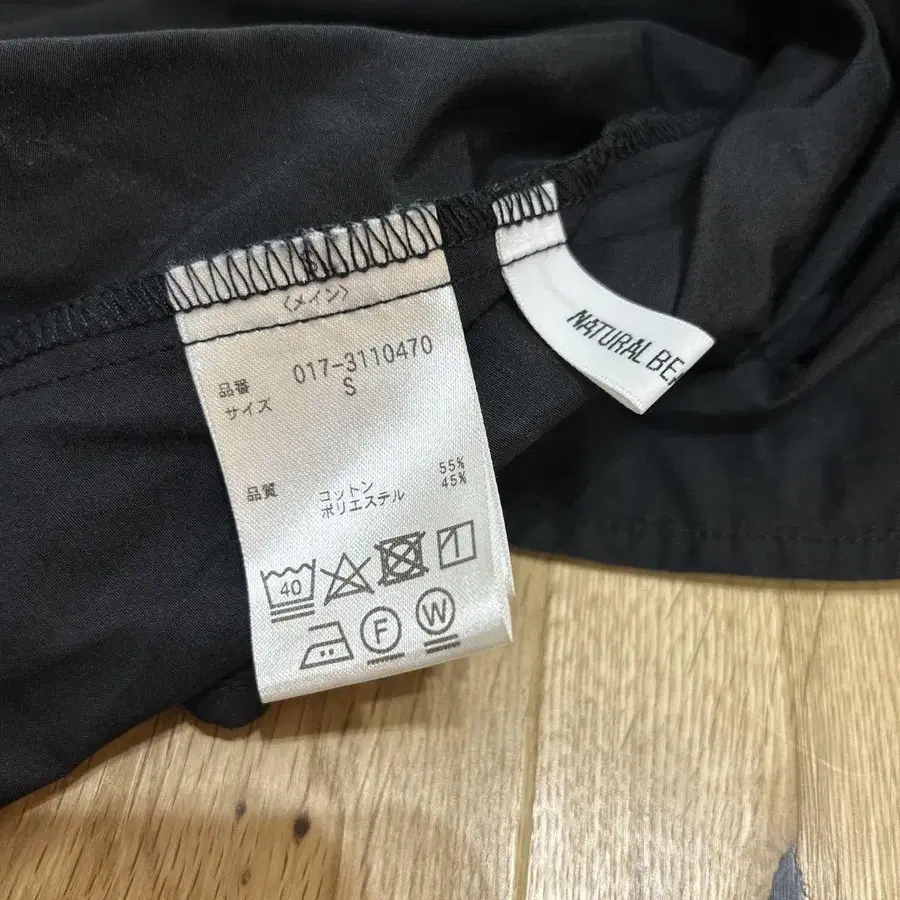 〈メイン〉
品番 017-3110470
サイズ S
品質 コットン 55%
ポリエステル 45%
40
F W
NATURAL BE